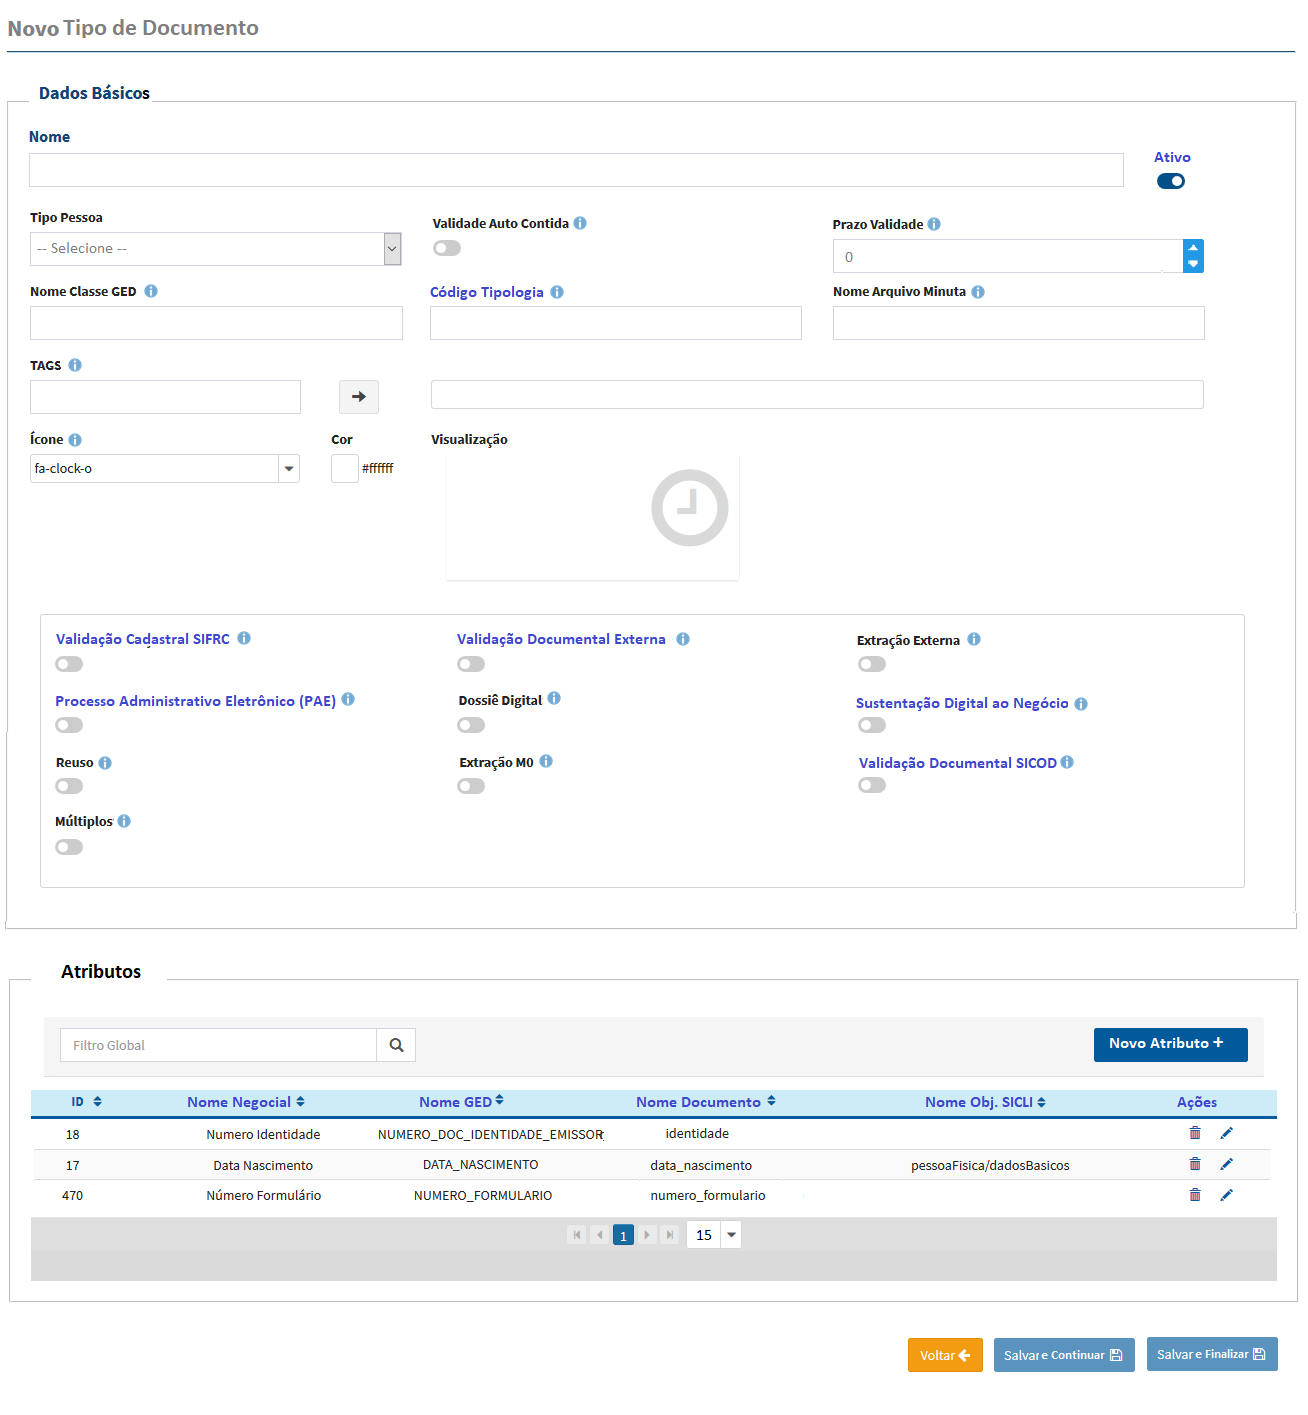 Novo Tipo de Documento
Dados Básicos
Nome
Ativo
Tipo Pessoa
Validade Auto Contida
Prazo Validade
-- Selecione --
0
Nome Classe GED
Código Tipologia
Nome Arquivo Minuta
TAGS
Ícone
Cor
Visualização
fa-clock-o
#ffffff
Validação Cadastral SIFRC
Validação Documental Externa
Extração Externa
Processo Administrativo Eletrônico (PAE)
Dossiê Digital
Sustentação Digital ao Negócio
Reuso
Extração M0
Validação Documental SICOD
Múltiplos
Atributos
Filtro Global
Novo Atributo +
ID Nome Negocial Nome GED Nome Documento Nome Obj. SICLI Ações
18 Numero Identidade NUMERO_DOC_IDENTIDADE_EMISSOR identidade
17 Data Nascimento DATA_NASCIMENTO data_nascimento pessoaFisica/dadosBasicos
470 Número Formulário NUMERO_FORMULARIO numero_formulario
1 15
Voltar Salvar e Continuar Salvar e Finalizar